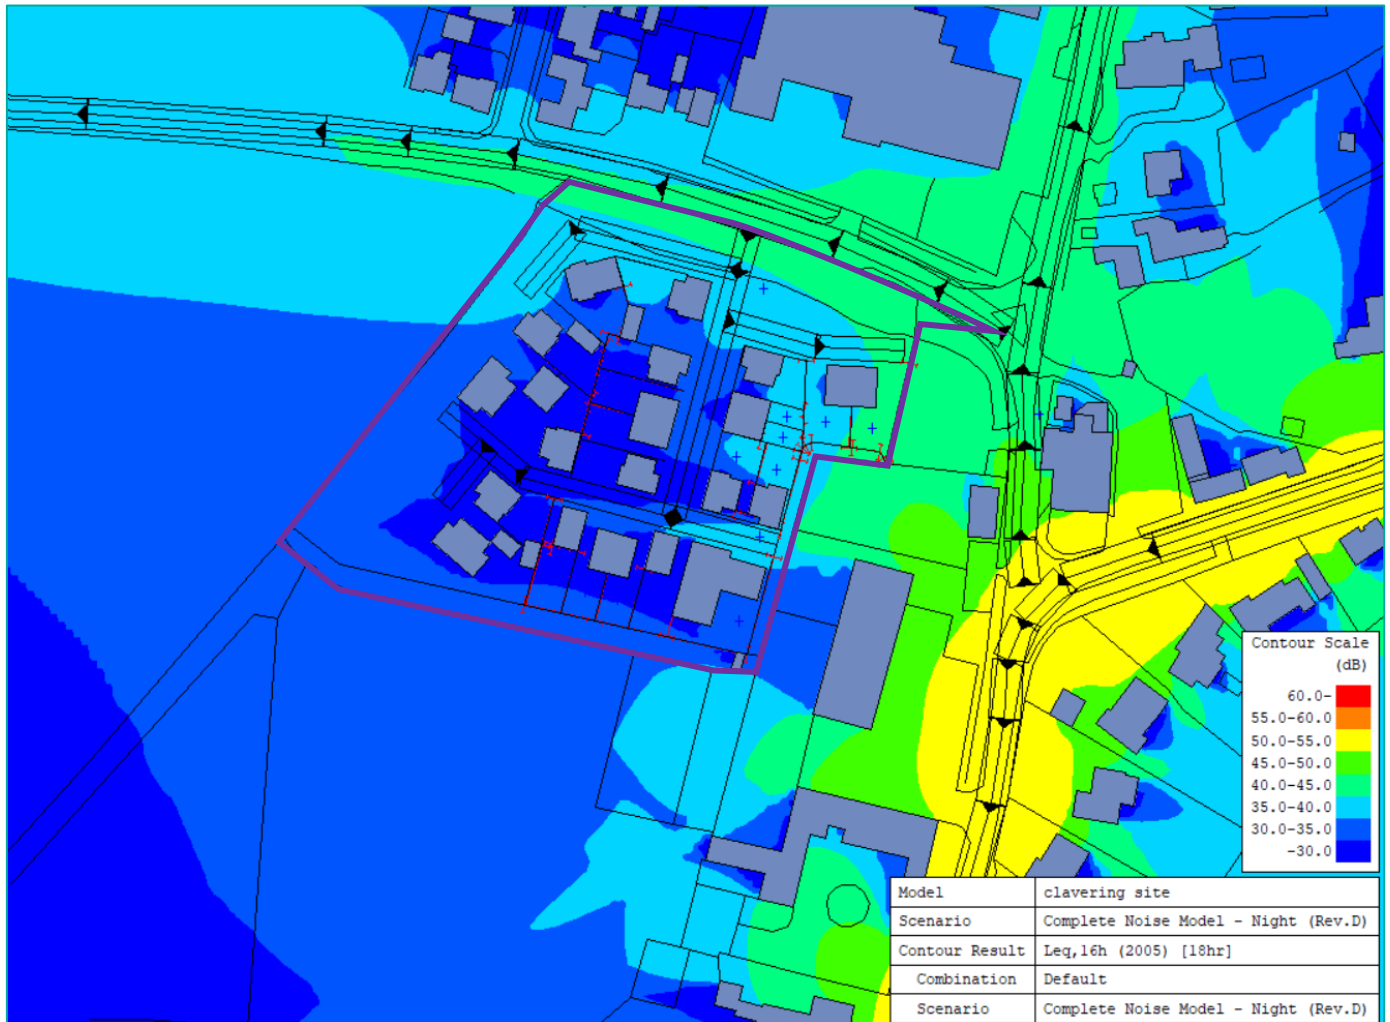 Contour Scale
(dB)
60.0-
55.0-60.0
50.0-55.0
45.0-50.0
40.0-45.0
35.0-40.0
30.0-35.0
-30.0
Model clavering site
Scenario Complete Noise Model - Night (Rev.D)
Contour Result Leq,16h (2005) [18hr]
Combination Default
Scenario Complete Noise Model - Night (Rev.D)